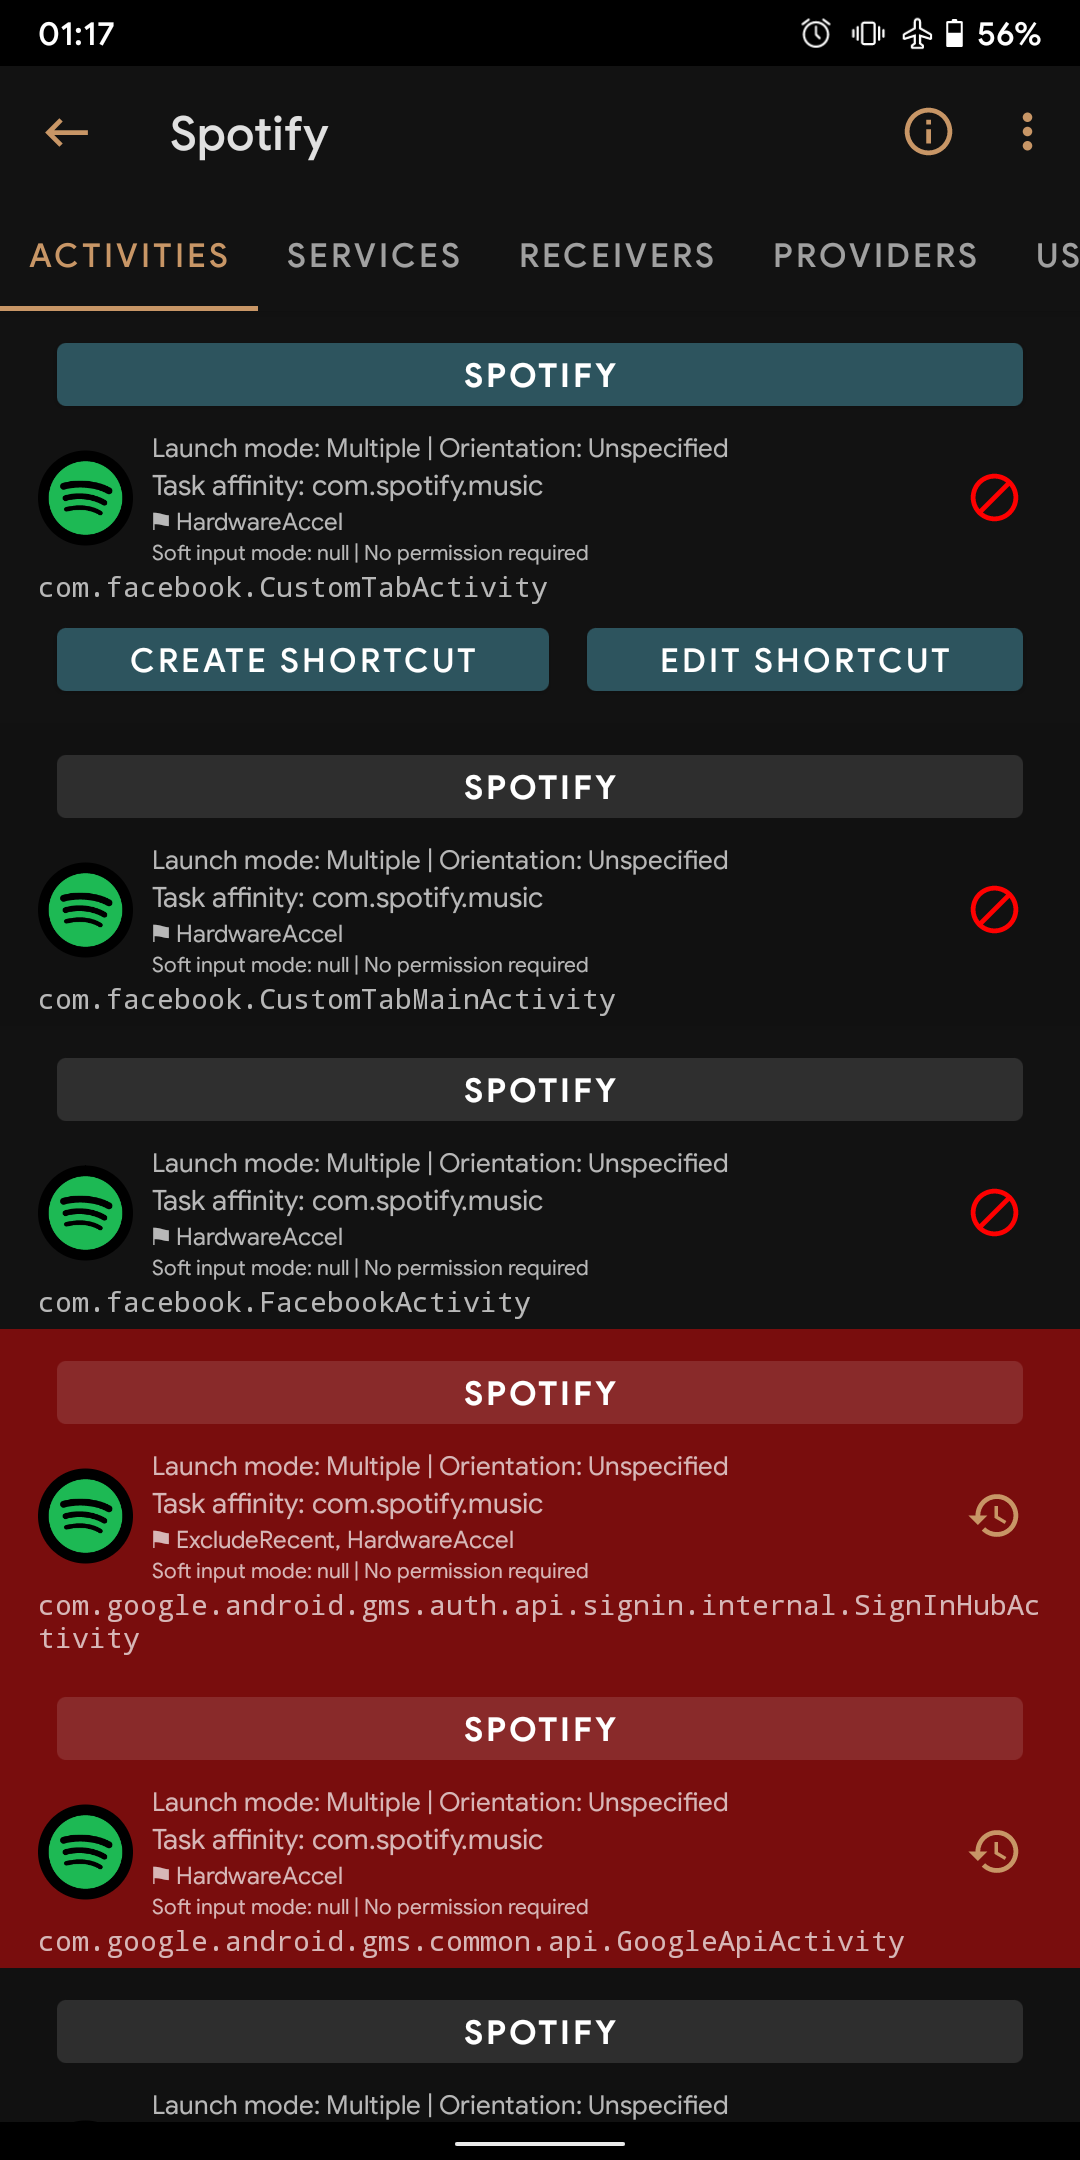 01:17
56%
Spotify
ACTIVITIES SERVICES RECEIVERS PROVIDERS US
SPOTIFY
Launch mode: Multiple | Orientation: Unspecified
Task affinity: com.spotify.music
HardwareAccel
Soft input mode: null | No permission required
com.facebook.CustomTabActivity
CREATE SHORTCUT EDIT SHORTCUT
SPOTIFY
Launch mode: Multiple | Orientation: Unspecified
Task affinity: com.spotify.music
HardwareAccel
Soft input mode: null | No permission required
com.facebook.CustomTabMainActivity
SPOTIFY
Launch mode: Multiple | Orientation: Unspecified
Task affinity: com.spotify.music
HardwareAccel
Soft input mode: null | No permission required
com.facebook.FacebookActivity
SPOTIFY
Launch mode: Multiple | Orientation: Unspecified
Task affinity: com.spotify.music
ExcludeRecent, HardwareAccel
Soft input mode: null | No permission required
com.google.android.gms.auth.api.signin.internal.SignInHubAc
tivity
SPOTIFY
Launch mode: Multiple | Orientation: Unspecified
Task affinity: com.spotify.music
HardwareAccel
Soft input mode: null | No permission required
com.google.android.gms.common.api.GoogleApiActivity
SPOTIFY
Launch mode: Multiple | Orientation: Unspecified